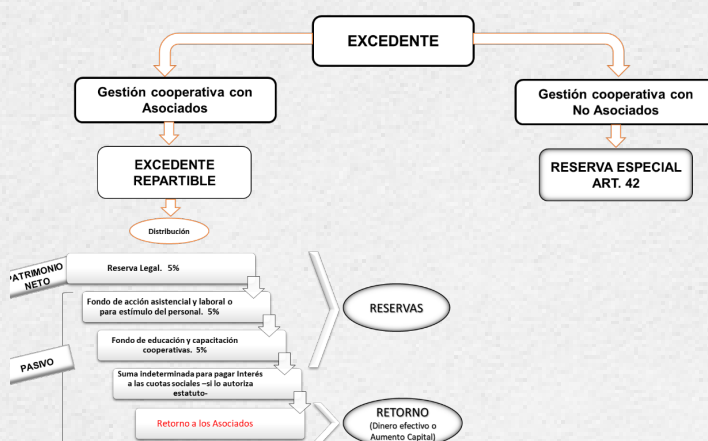 EXCEDENTE
Gestión cooperativa con
Asociados
Gestión cooperativa con
No Asociados
EXCEDENTE
REPARTIBLE
RESERVA ESPECIAL
ART. 42
Distribución
PATRIMONIO
NETO
Reserva Legal. 5%
Fondo de acción asistencial y laboral o
para estímulo del personal. 5%
RESERVAS
Fondo de educación y capacitación
cooperativas. 5%
PASIVO
Suma indeterminada para pagar Interés
a las cuotas sociales –si lo autoriza
estatuto-
Retorno a los Asociados
RETORNO
(Dinero efectivo o
Aumento Capital)